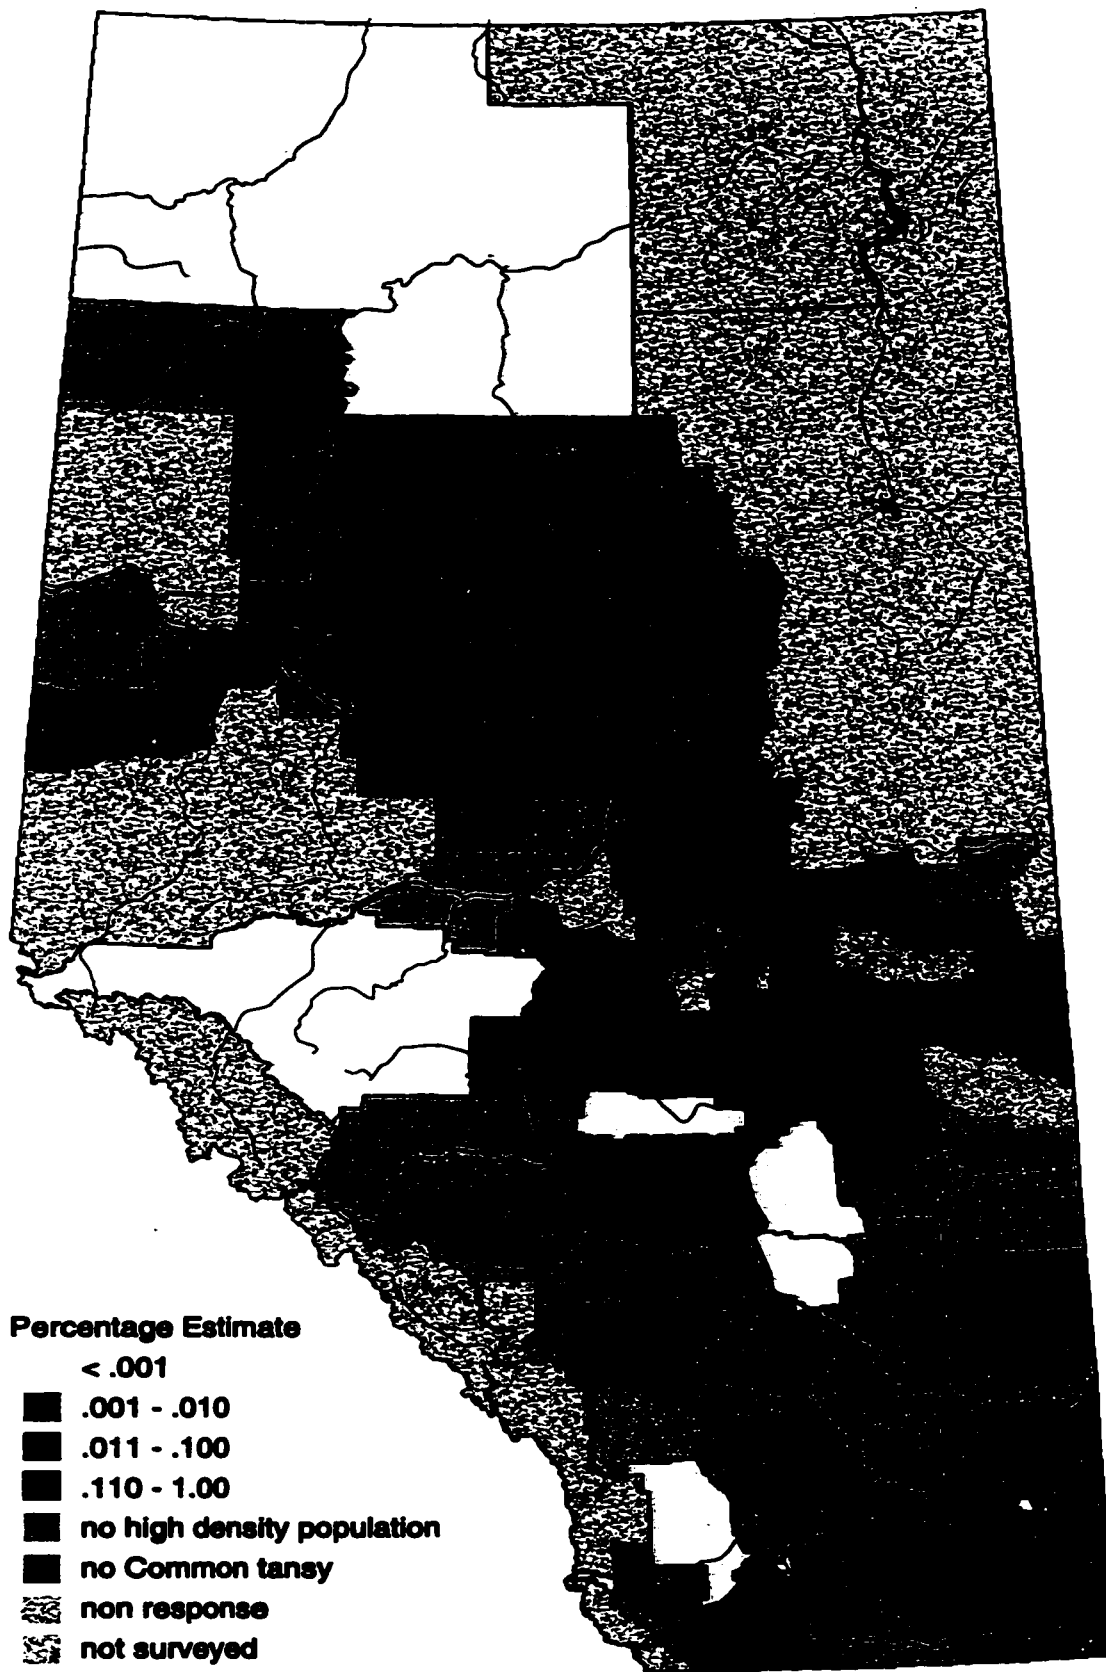 Percentage Estimate
< .001
.001 - .010
.011 - .100
.110 - 1.00
no high density population
no Common tansy
non response
not surveyed